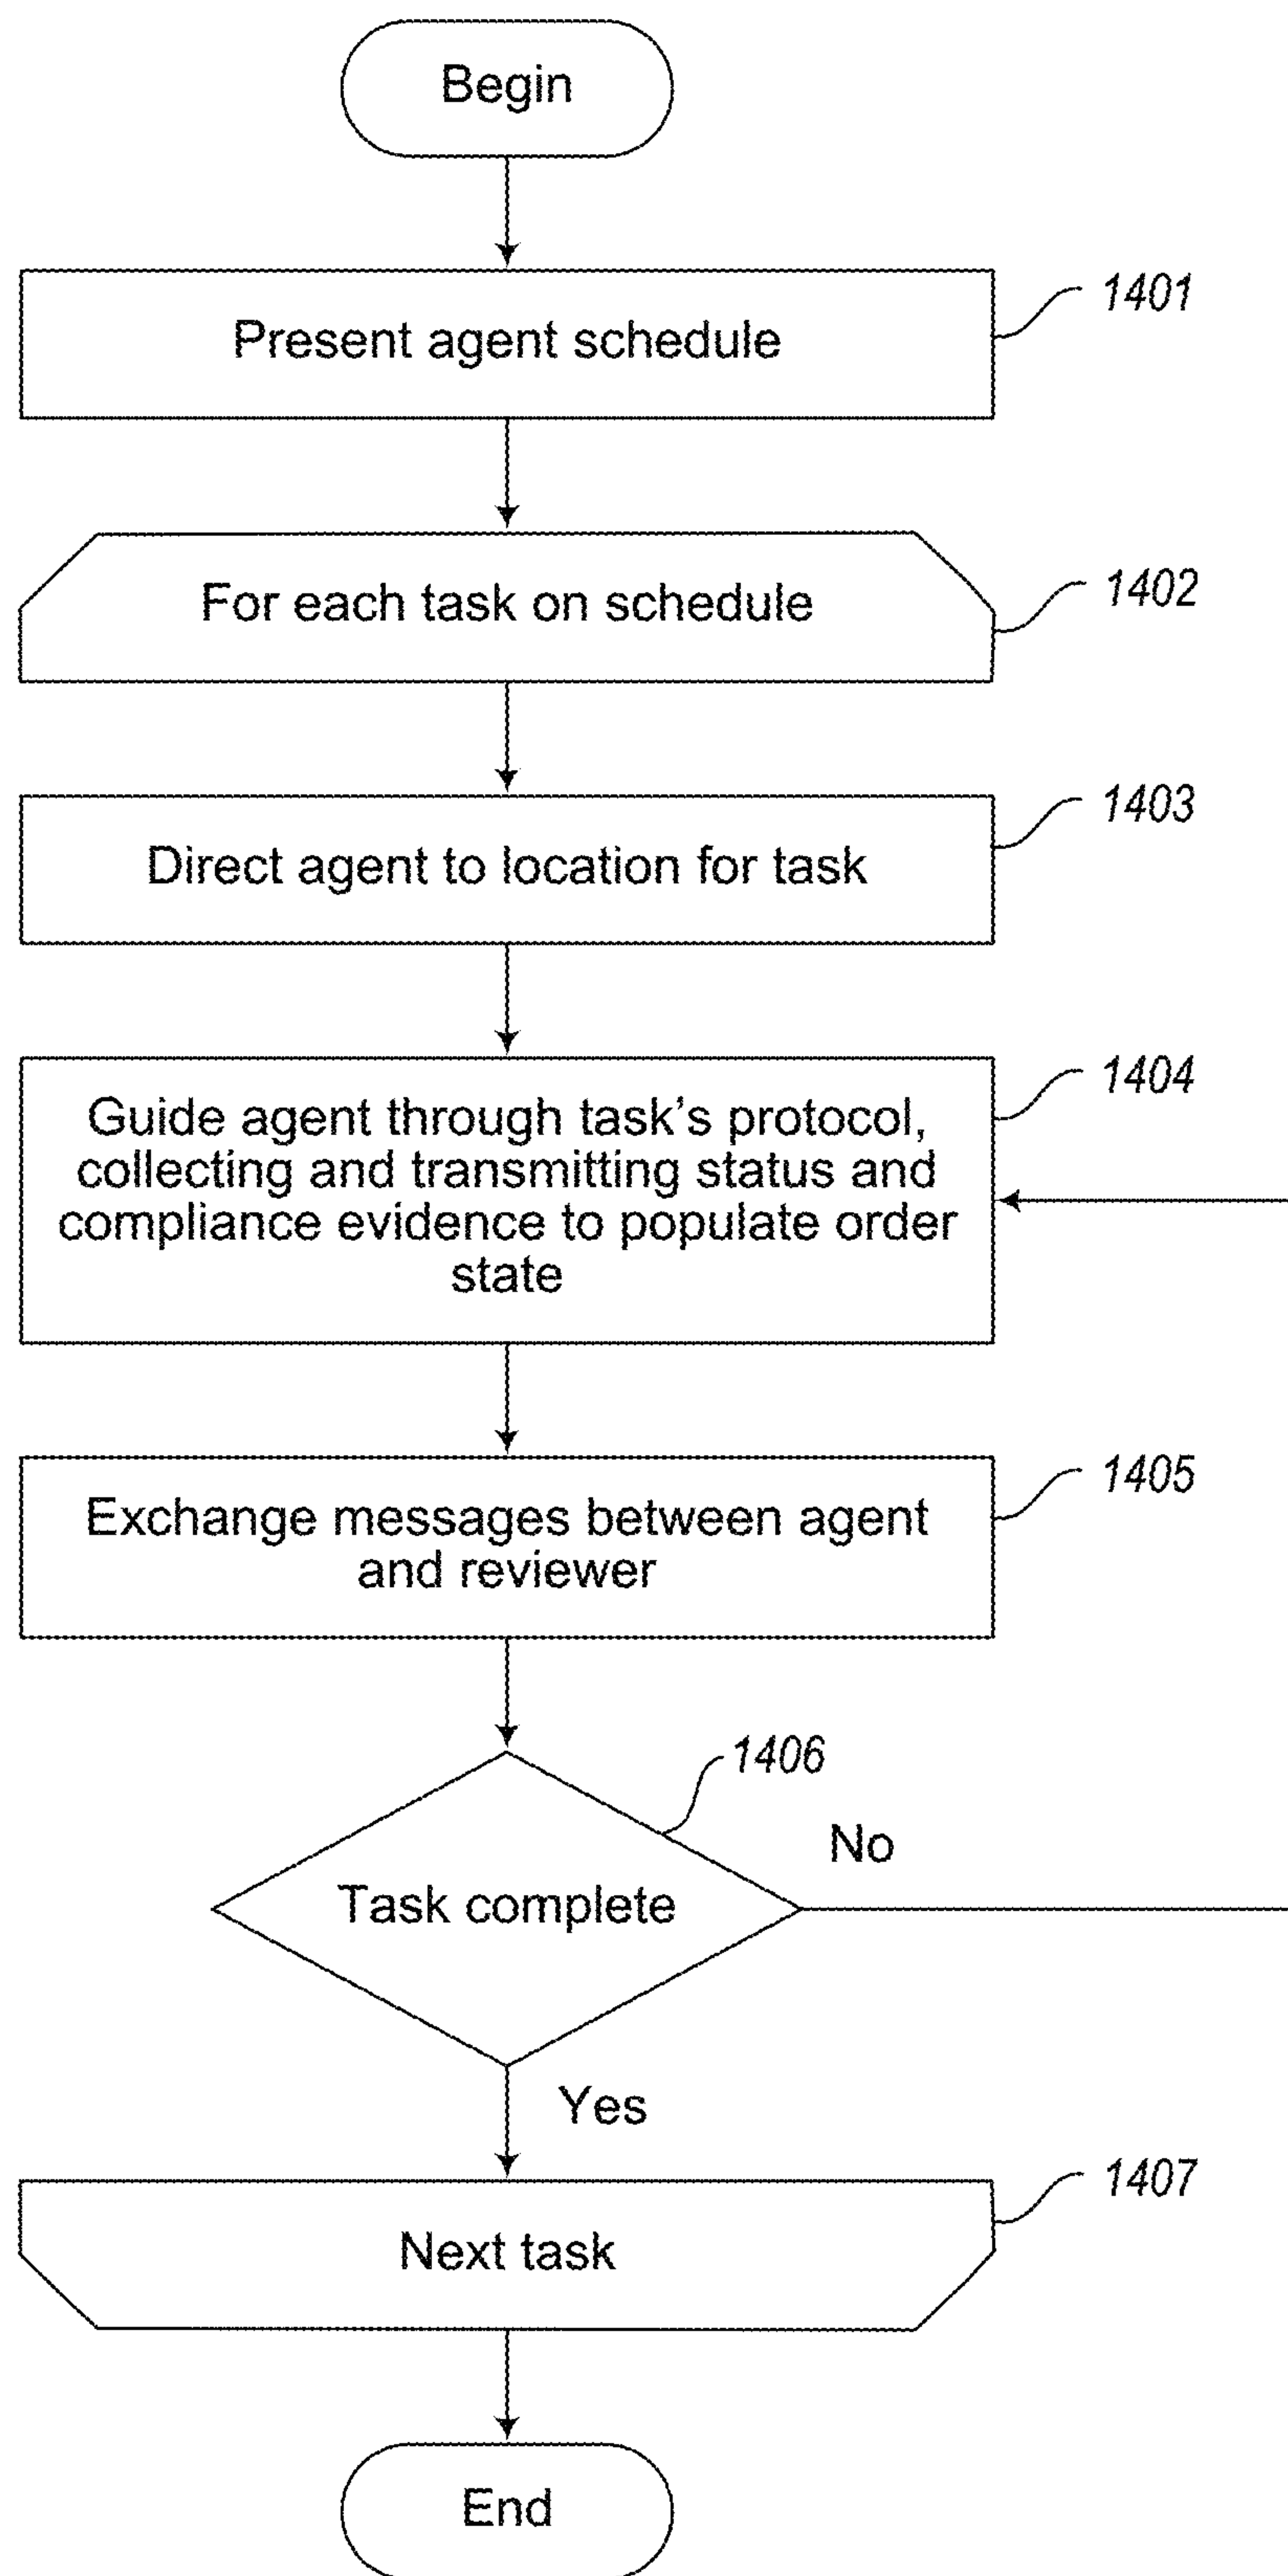 Begin
1401
Present agent schedule
1402
For each task on schedule
1403
Direct agent to location for task
1404
Guide agent through task's protocol,
collecting and transmitting status and
compliance evidence to populate order
state
1405
Exchange messages between agent
and reviewer
1406
No
Task complete
Yes
1407
Next task
End